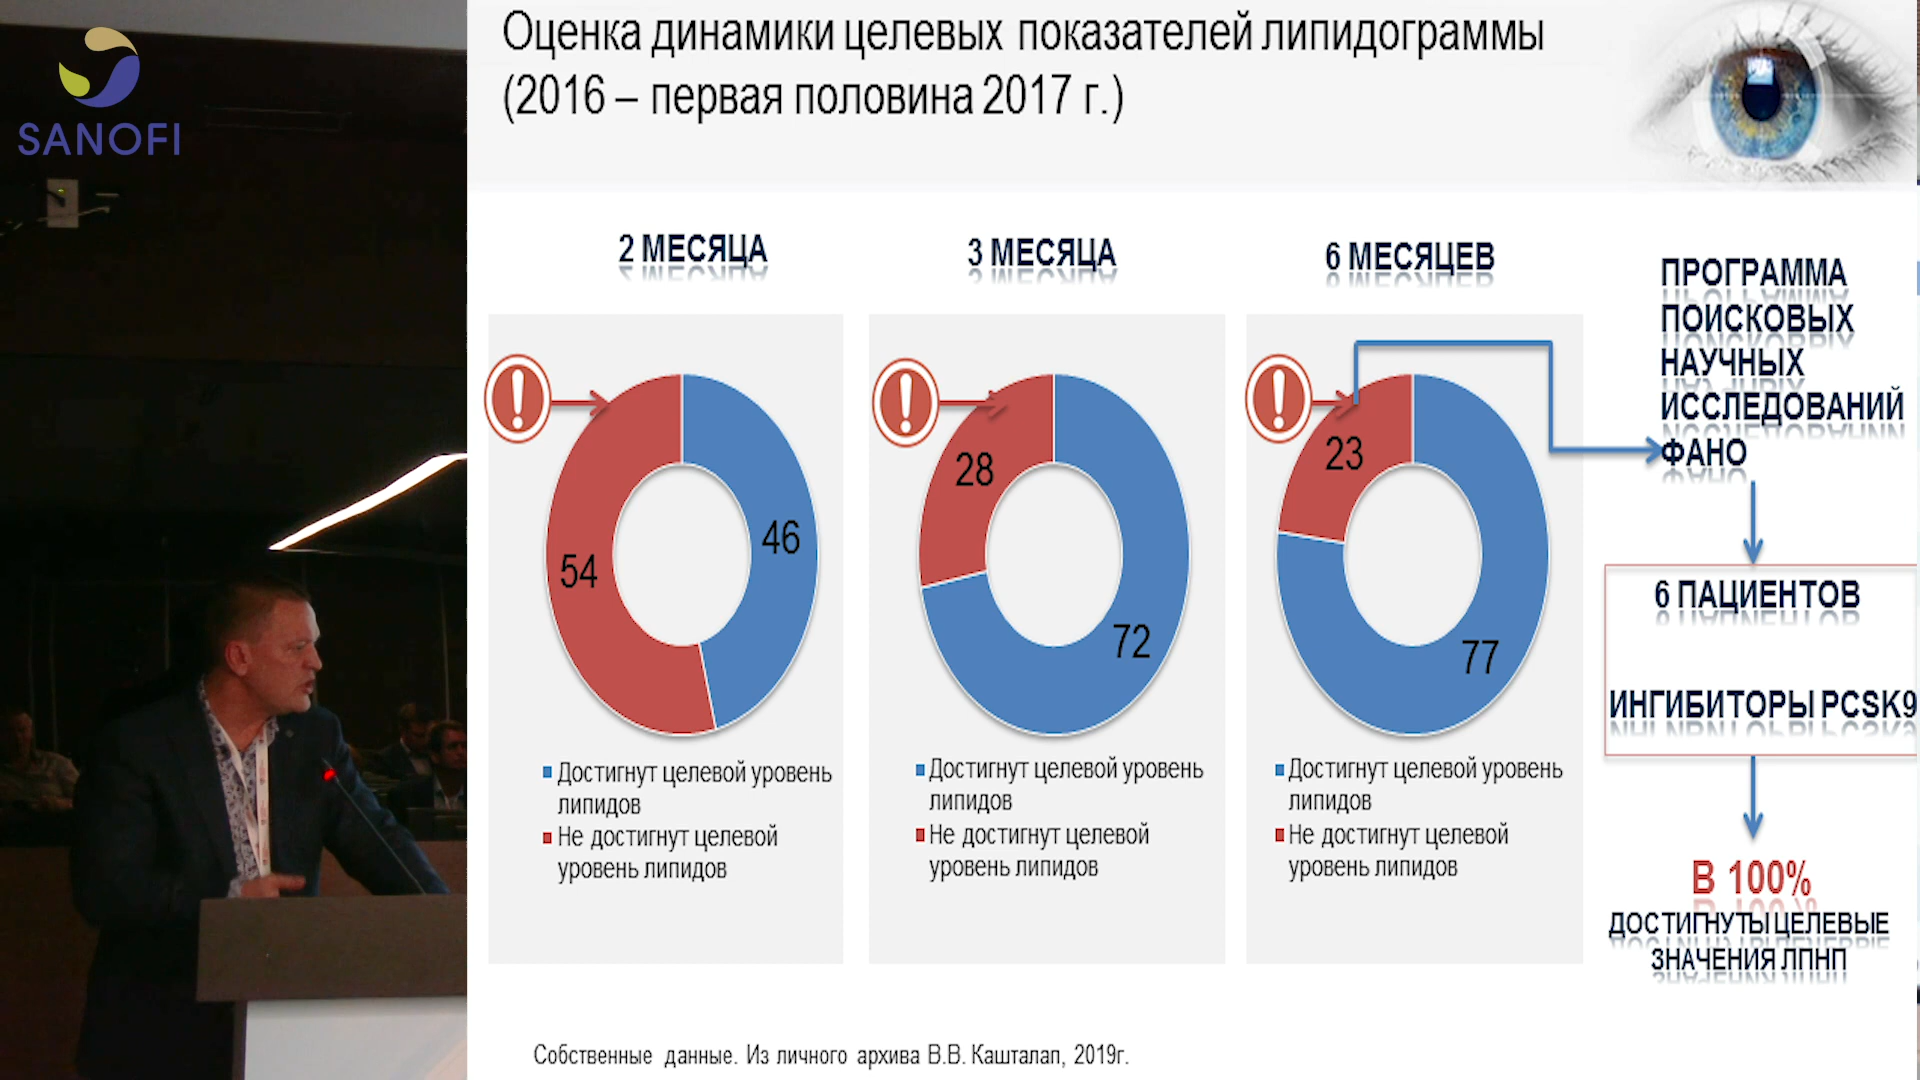 SANOFI
Оценка динамики целевых показателей липидограммы
(2016 – первая половина 2017 г.)
2 МЕСЯЦА
54
46
Достигнут целевой уровень
липидов
Не достигнут целевой
уровень липидов
3 МЕСЯЦА
28
72
Достигнут целевой уровень
липидов
Не достигнут целевой
уровень липидов
6 МЕСЯЦЕВ
23
77
Достигнут целевой уровень
липидов
Не достигнут целевой
уровень липидов
ПРОГРАММА
ПОИСКОВЫХ
НАУЧНЫХ
ИССЛЕДОВАНИЙ
ФАНО
6 ПАЦИЕНТОВ
ИНГИБИТОРЫ PCSK9
В 100%
ДОСТИГНУТЫ ЦЕЛЕВЫЕ
ЗНАЧЕНИЯ ЛПНП
Собственные данные. Из личного архива В.В. Кашталап, 2019г.